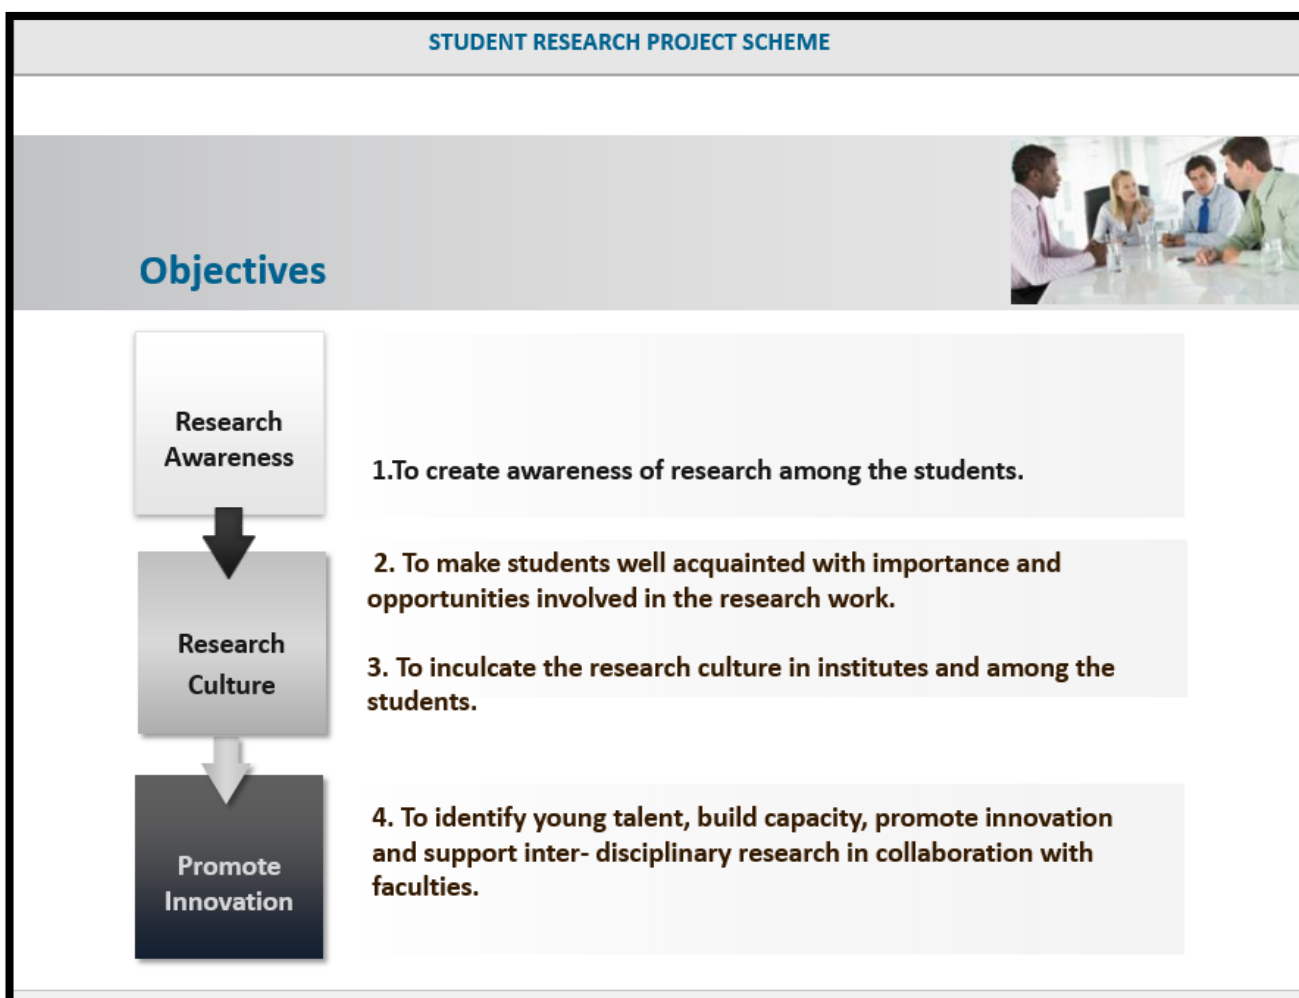 STUDENT RESEARCH PROJECT SCHEME
Objectives
Research
Awareness
1.To create awareness of research among the students.
Research
Culture
2. To make students well acquainted with importance and
opportunities involved in the research work.
3. To inculcate the research culture in institutes and among the
students.
Promote
Innovation
4. To identify young talent, build capacity, promote innovation
and support inter- disciplinary research in collaboration with
faculties.